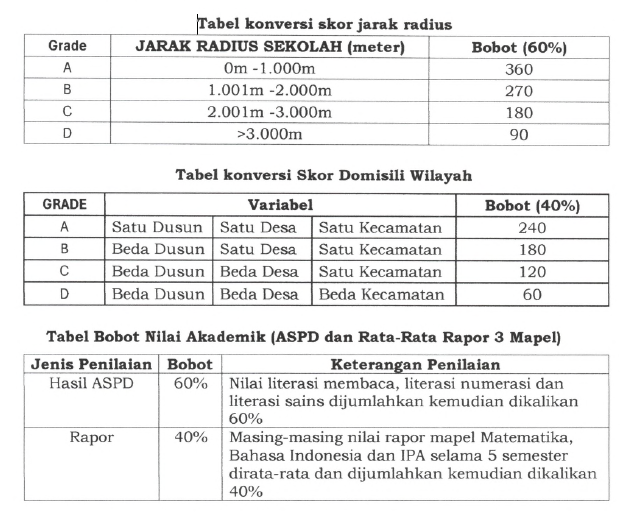 Tabel konversi skor jarak radius
Grade JARAK RADIUS SEKOLAH (meter) Bobot (60%)
A 0m -1.000m 360
B 1.001m -2.000m 270
C 2.001m -3.000m 180
D >3.000m 90
Tabel konversi Skor Domisili Wilayah
GRADE Variabel Bobot (40%)
A Satu Dusun Satu Desa Satu Kecamatan 240
B Beda Dusun Satu Desa Satu Kecamatan 180
C Beda Dusun Beda Desa Satu Kecamatan 120
D Beda Dusun Beda Desa Beda Kecamatan 60
Tabel Bobot Nilai Akademik (ASPD dan Rata-Rata Rapor 3 Mapel)
Jenis Penilaian Bobot Keterangan Penilaian
Hasil ASPD 60% Nilai literasi membaca, literasi numerasi dan
literasi sains dijumlahkan kemudian dikalikan
60%
Rapor 40% Masing-masing nilai rapor mapel Matematika,
Bahasa Indonesia dan IPA selama 5 semester
dirata-rata dan dijumlahkan kemudian dikalikan
40%